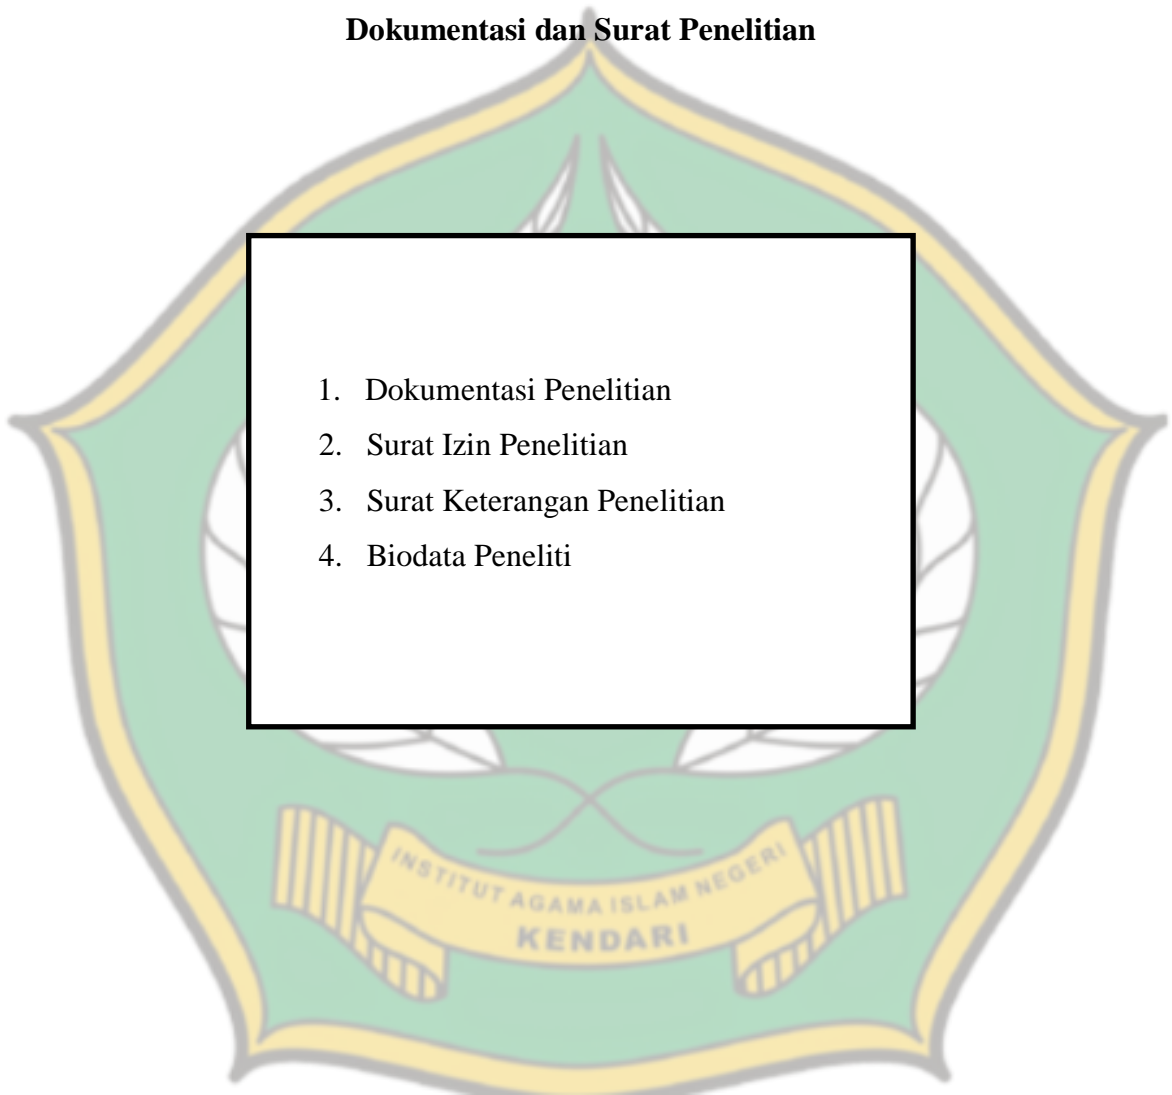 Dokumentasi dan Surat Penelitian
1. Dokumentasi Penelitian
2. Surat Izin Penelitian
3. Surat Keterangan Penelitian
4. Biodata Peneliti
INSTITUT AGAMA ISLAM NEGERI
KENDARI